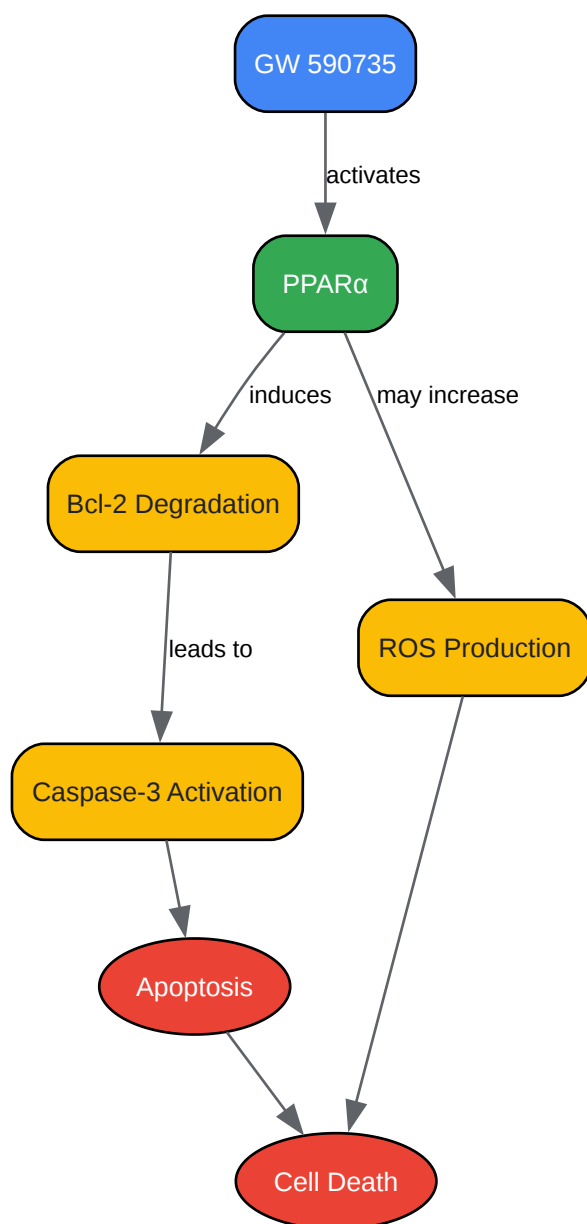 GW 590735
activates
PPARα
induces
may increase
Bcl-2 Degradation
leads to
ROS Production
Caspase-3 Activation
Apoptosis
Cell Death